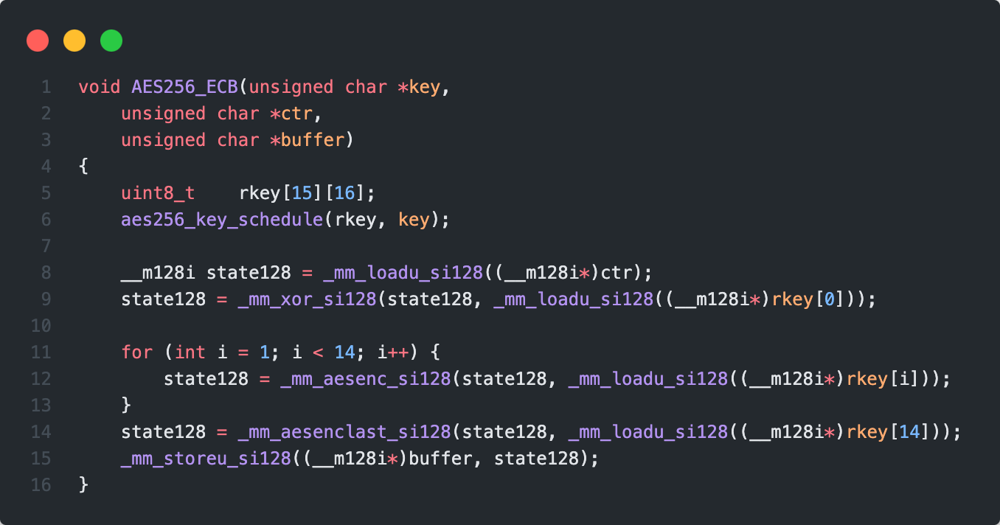 1 void AES256_ECB(unsigned char *key,
2     unsigned char *ctr,
3     unsigned char *buffer)
4 {
5     uint8_t    rkey[15][16];
6     aes256_key_schedule(rkey, key);
7
8     __m128i state128 = _mm_loadu_si128((__m128i*)ctr);
9     state128 = _mm_xor_si128(state128, _mm_loadu_si128((__m128i*)rkey[0]));
10
11     for (int i = 1; i < 14; i++) {
12         state128 = _mm_aesenc_si128(state128, _mm_loadu_si128((__m128i*)rkey[i]));
13     }
14     state128 = _mm_aesenclast_si128(state128, _mm_loadu_si128((__m128i*)rkey[14]));
15     _mm_storeu_si128((__m128i*)buffer, state128);
16 }